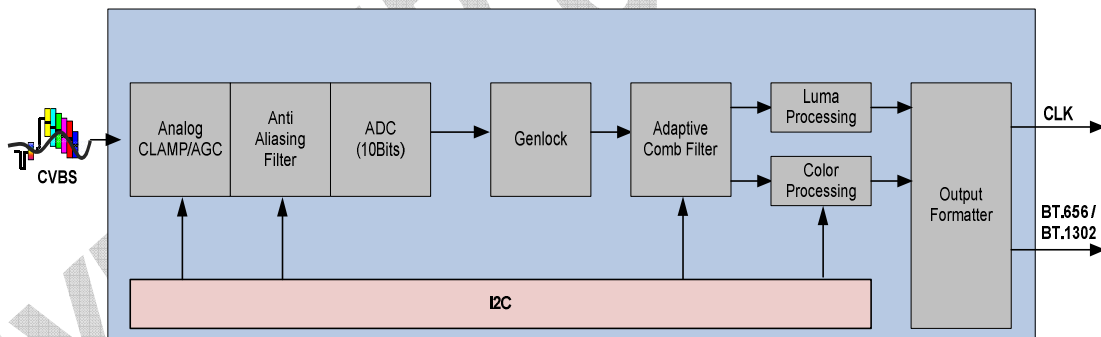 CVBS
Analog
CLAMP/AGC
Anti
Aliasing
Filter
ADC
(10Bits)
Genlock
Adaptive
Comb Filter
Luma
Processing
Color
Processing
Output
Formatter
CLK
BT.656 /
BT.1302
I2C